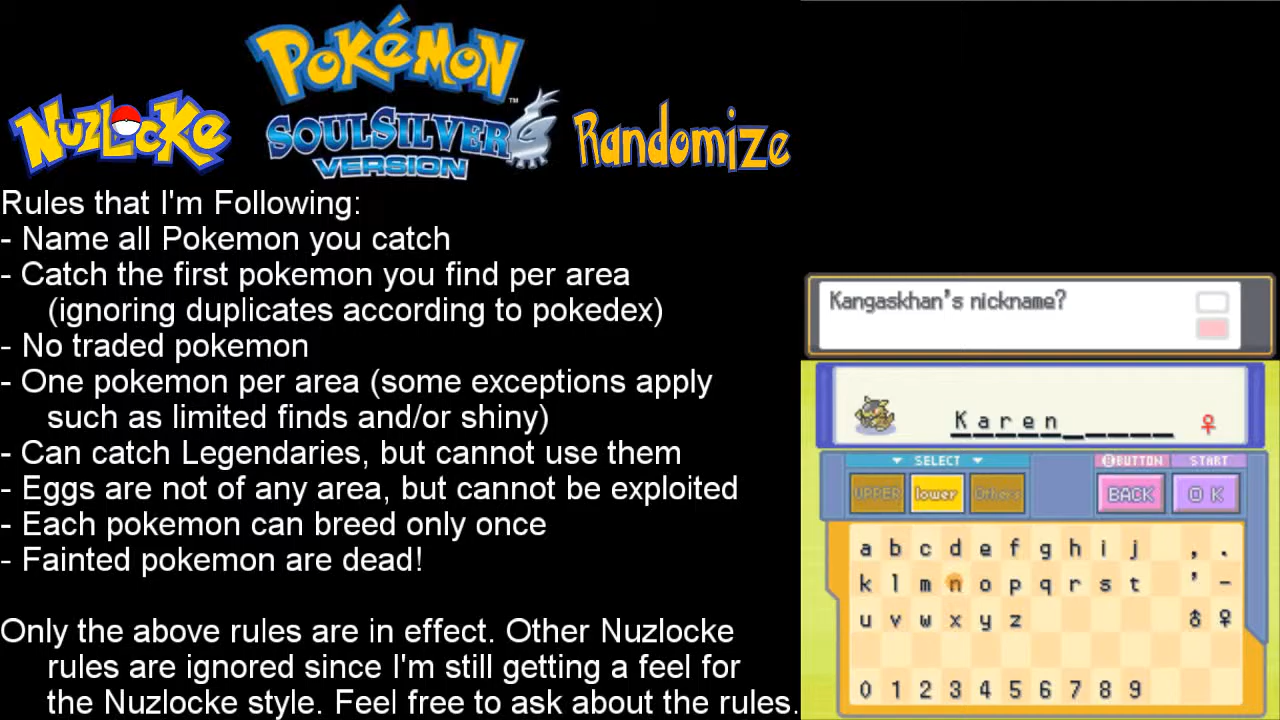 POKéMON
NUZLOCKE
SOULSILVER
VERSION
Randomize
Rules that I'm Following:
- Name all Pokemon you catch
- Catch the first pokemon you find per area
(ignoring duplicates according to pokedex)
- No traded pokemon
- One pokemon per area (some exceptions apply
such as limited finds and/or shiny)
- Can catch Legendaries, but cannot use them
- Eggs are not of any area, but cannot be exploited
- Each pokemon can breed only once
- Fainted pokemon are dead!
Only the above rules are in effect. Other Nuzlocke
rules are ignored since I'm still getting a feel for
the Nuzlocke style. Feel free to ask about the rules.
Kangaskhan's nickname?
Karen ♀
SELECT BBUTTON START
UPPER lower Others BACK OK
a b c d e f g h i j , .
k l m n o p q r s t ' -
u v w x y z ♂ ♀
0 1 2 3 4 5 6 7 8 9